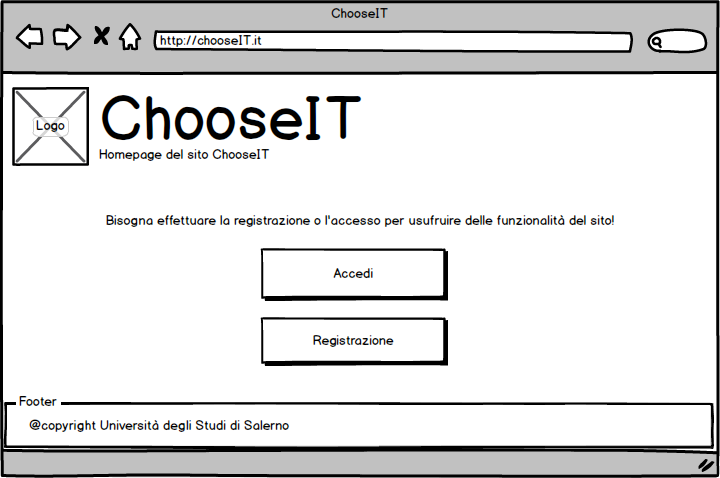 ChooseIT
http://chooseIT.it
Logo
ChooseIT
Homepage del sito ChooseIT
Bisogna effettuare la registrazione o l'accesso per usufruire delle funzionalità del sito!
Accedi
Registrazione
Footer
@copyright Università degli Studi di Salerno